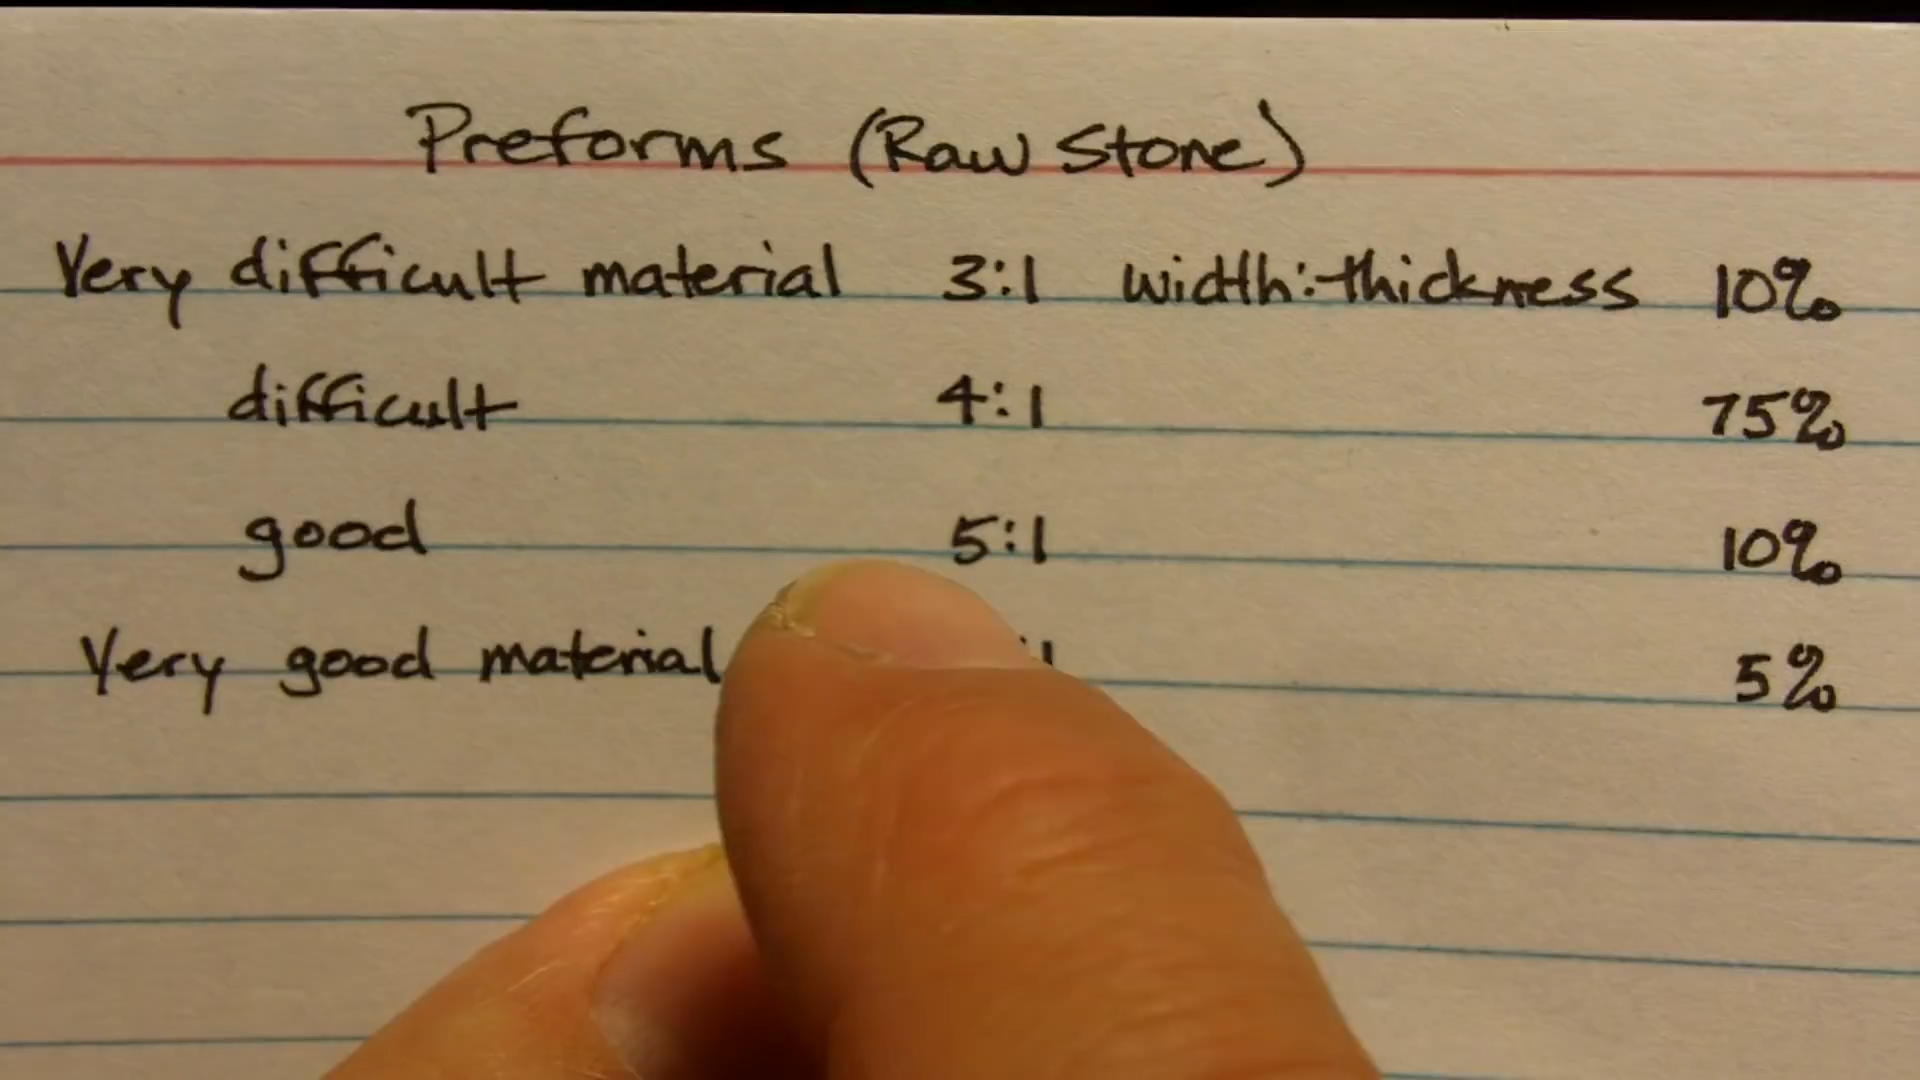 Preforms (Raw Stone)
Very difficult material 3:1 width:thickness 10%
difficult 4:1 75%
good 5:1 10%
Very good material :1 5%